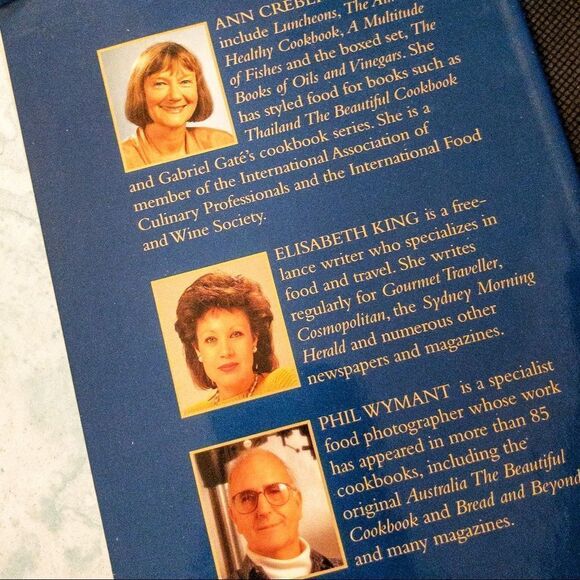 ANN CREBE
include Luncheons, The
Healthy Cookbook, A Multitude
of Fishes and the boxed set, The
Books of Oils and Vinegars. She
has styled food for books such as
Thailand The Beautiful Cookbook
and Gabriel Gaté's cookbook series. She is a
member of the International Association of
Culinary Professionals and the International Food
and Wine Society.
ELISABETH KING is a free-
lance writer who specializes in
food and travel. She writes
regularly for Gourmet Traveller,
Cosmopolitan, the Sydney Morning
Herald and numerous other
newspapers and magazines.
PHIL WYMANT is a specialist
food photographer whose work
has appeared in more than 85
cookbooks, including the
original Australia The Beautiful
Cookbook and Bread and Beyond
and many magazines.